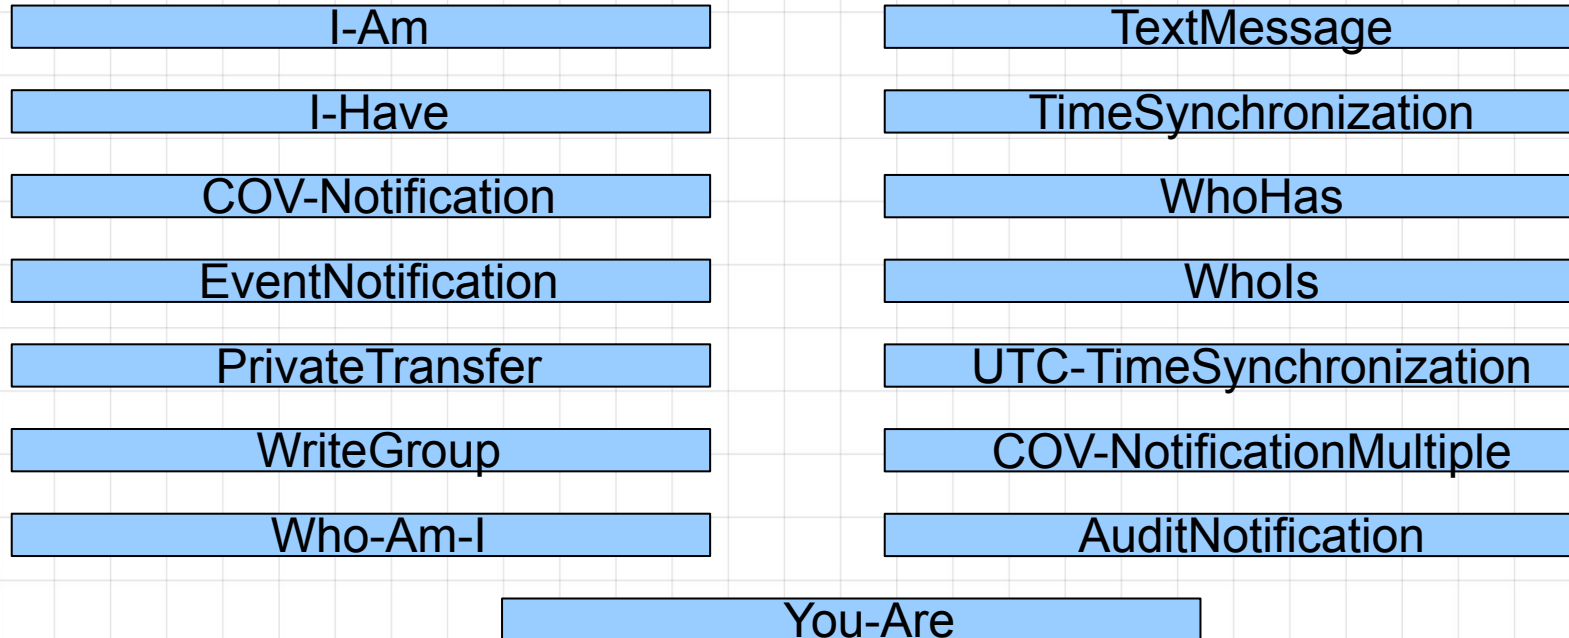 I-Am
TextMessage
I-Have
TimeSynchronization
COV-Notification
WhoHas
EventNotification
WhoIs
PrivateTransfer
UTC-TimeSynchronization
WriteGroup
COV-NotificationMultiple
Who-Am-I
AuditNotification
You-Are